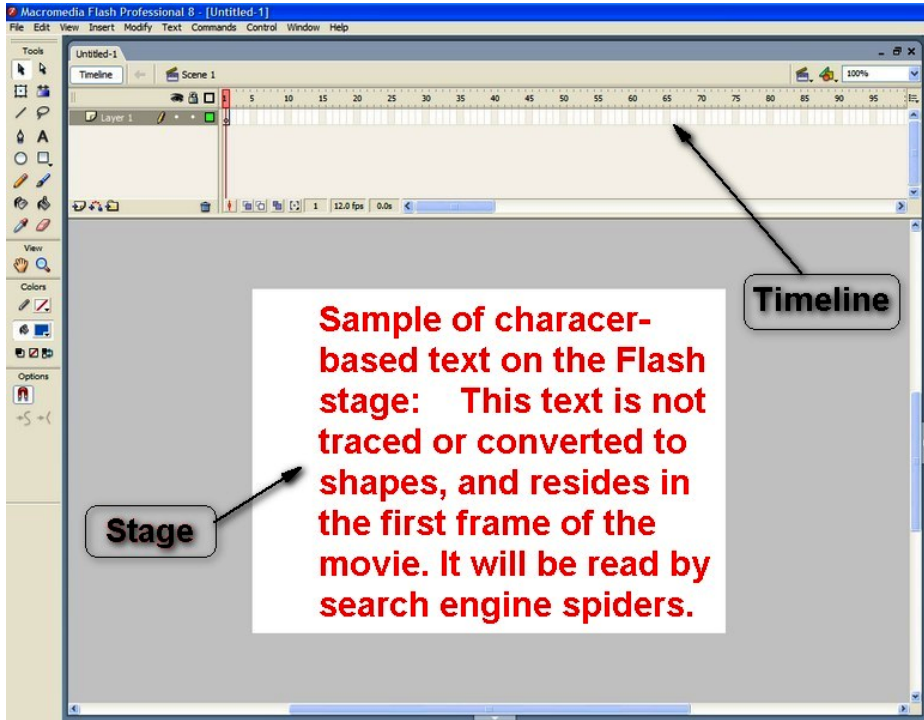 Macromedia Flash Professional 8 - [Untitled-1]
File Edit View Insert Modify Text Commands Control Window Help
Tools
Untitled-1
Timeline Scene 1 100%
5 10 15 20 25 30 35 40 45 50 55 60 65 70 75 80 85 90 95
Layer 1
1 12.0 fps 0.0s
View
Colors
Options
Timeline
Stage
Sample of characer-
based text on the Flash
stage: This text is not
traced or converted to
shapes, and resides in
the first frame of the
movie. It will be read by
search engine spiders.